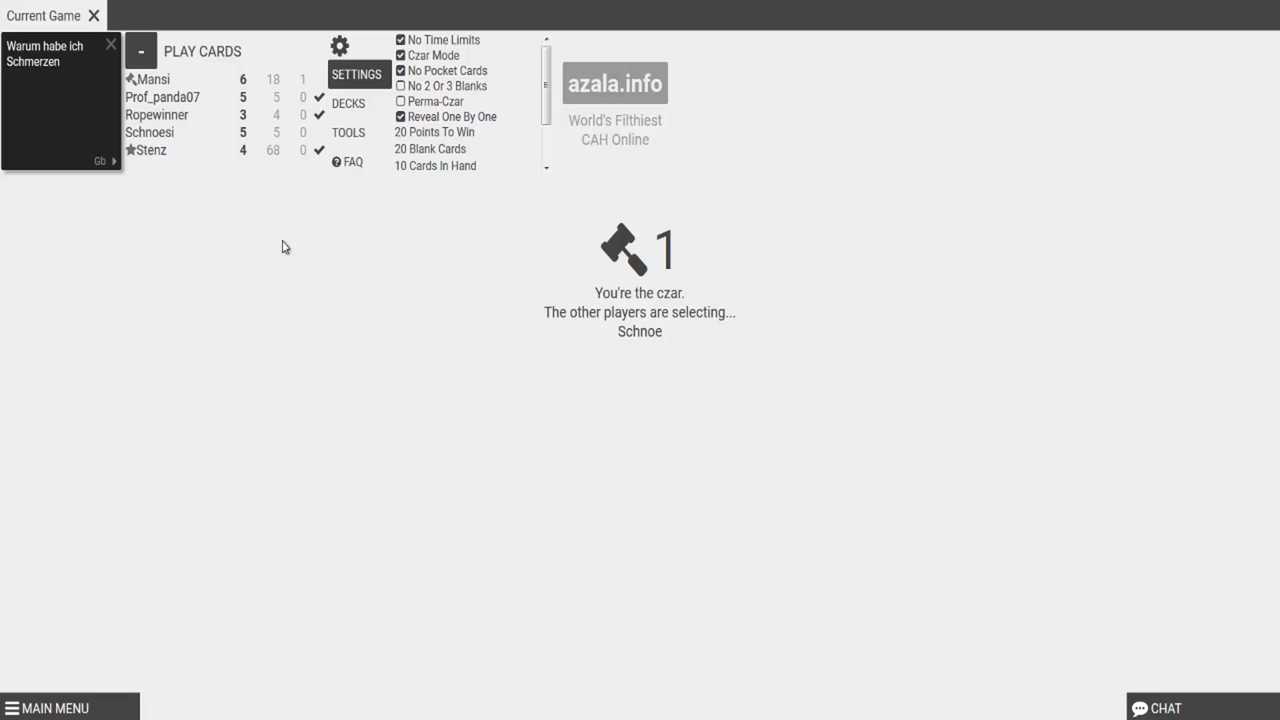 Current Game
Warum habe ich
Schmerzen
Gb
- PLAY CARDS
Mansi 6 18 1
Prof_panda07 5 5 0
Ropewinner 3 4 0
Schnoesi 5 5 0
Stenz 4 68 0
SETTINGS
DECKS
TOOLS
FAQ
No Time Limits
Czar Mode
No Pocket Cards
No 2 Or 3 Blanks
Perma-Czar
Reveal One By One
20 Points To Win
20 Blank Cards
10 Cards In Hand
azala.info
World's Filthiest
CAH Online
1
You're the czar.
The other players are selecting...
Schnoe
MAIN MENU
CHAT